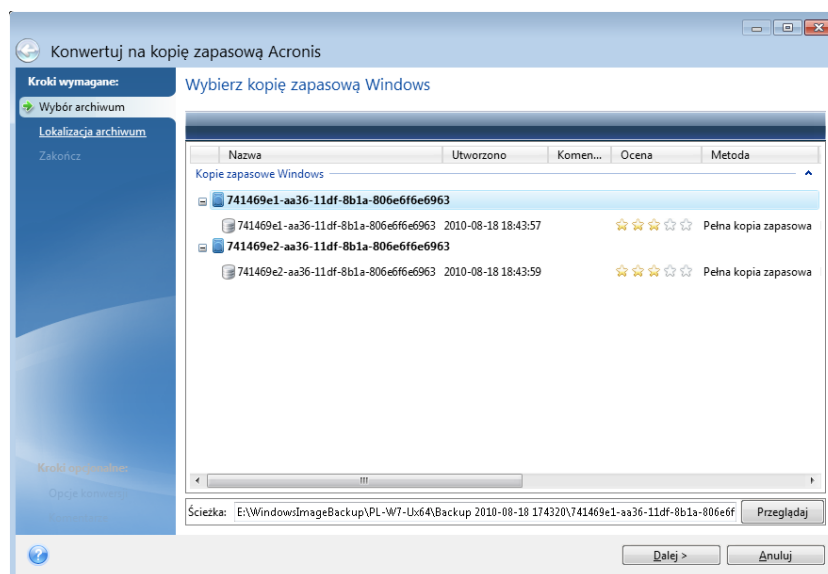 Konwertuj na kopię zapasową Acronis
Kroki wymagane:
Wybór archiwum
Lokalizacja archiwum
Zakończ
Wybierz kopię zapasową Windows
Nazwa Utworzono Komen... Ocena Metoda
Kopie zapasowe Windows
741469e1-aa36-11df-8b1a-806e6f6e6963
741469e1-aa36-11df-8b1a-806e6f6e6963 2010-08-18 18:43:57 Pełna kopia zapasowa
741469e2-aa36-11df-8b1a-806e6f6e6963
741469e2-aa36-11df-8b1a-806e6f6e6963 2010-08-18 18:43:59 Pełna kopia zapasowa
Kroki opcjonalne:
Opcje konwersji
Ścieżka: E:\WindowsImageBackup\PL-W7-Ux64\Backup 2010-08-18 174320\741469e1-aa36-11df-8b1a-806e6f Przeglądaj
Dalej > Anuluj